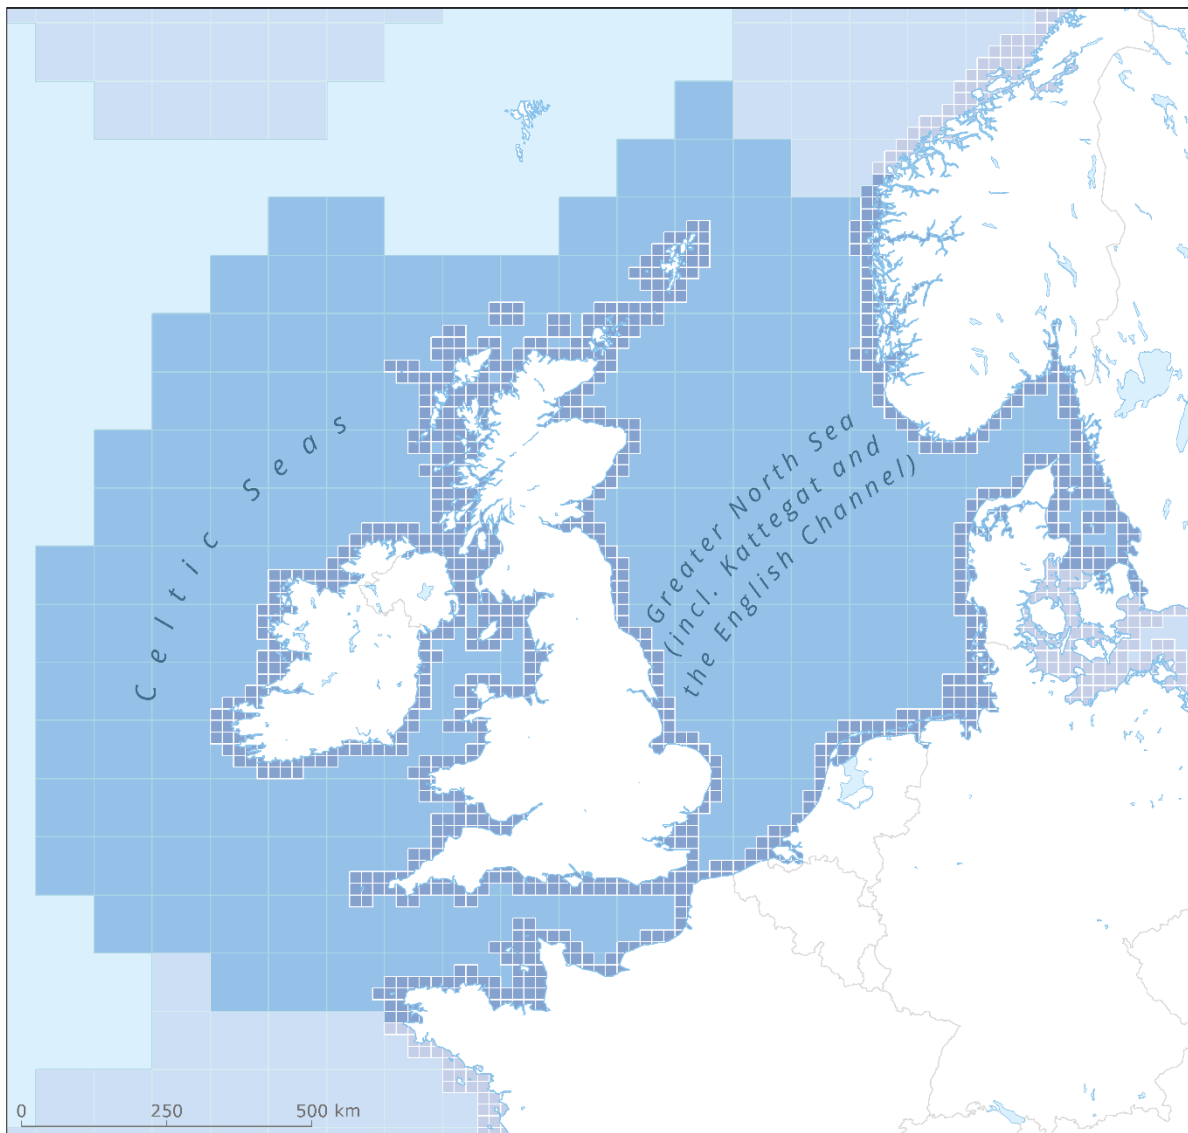 Celtic Seas
Greater North Sea
(incl. Kattegat and
the English Channel)
0 250 500 km